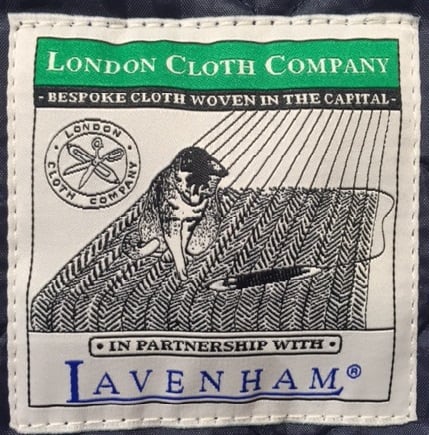 LONDON CLOTH COMPANY
- BESPOKE CLOTH WOVEN IN THE CAPITAL -
· LONDON ·
CLOTH COMPANY
• IN PARTNERSHIP WITH •
LAVENHAM®